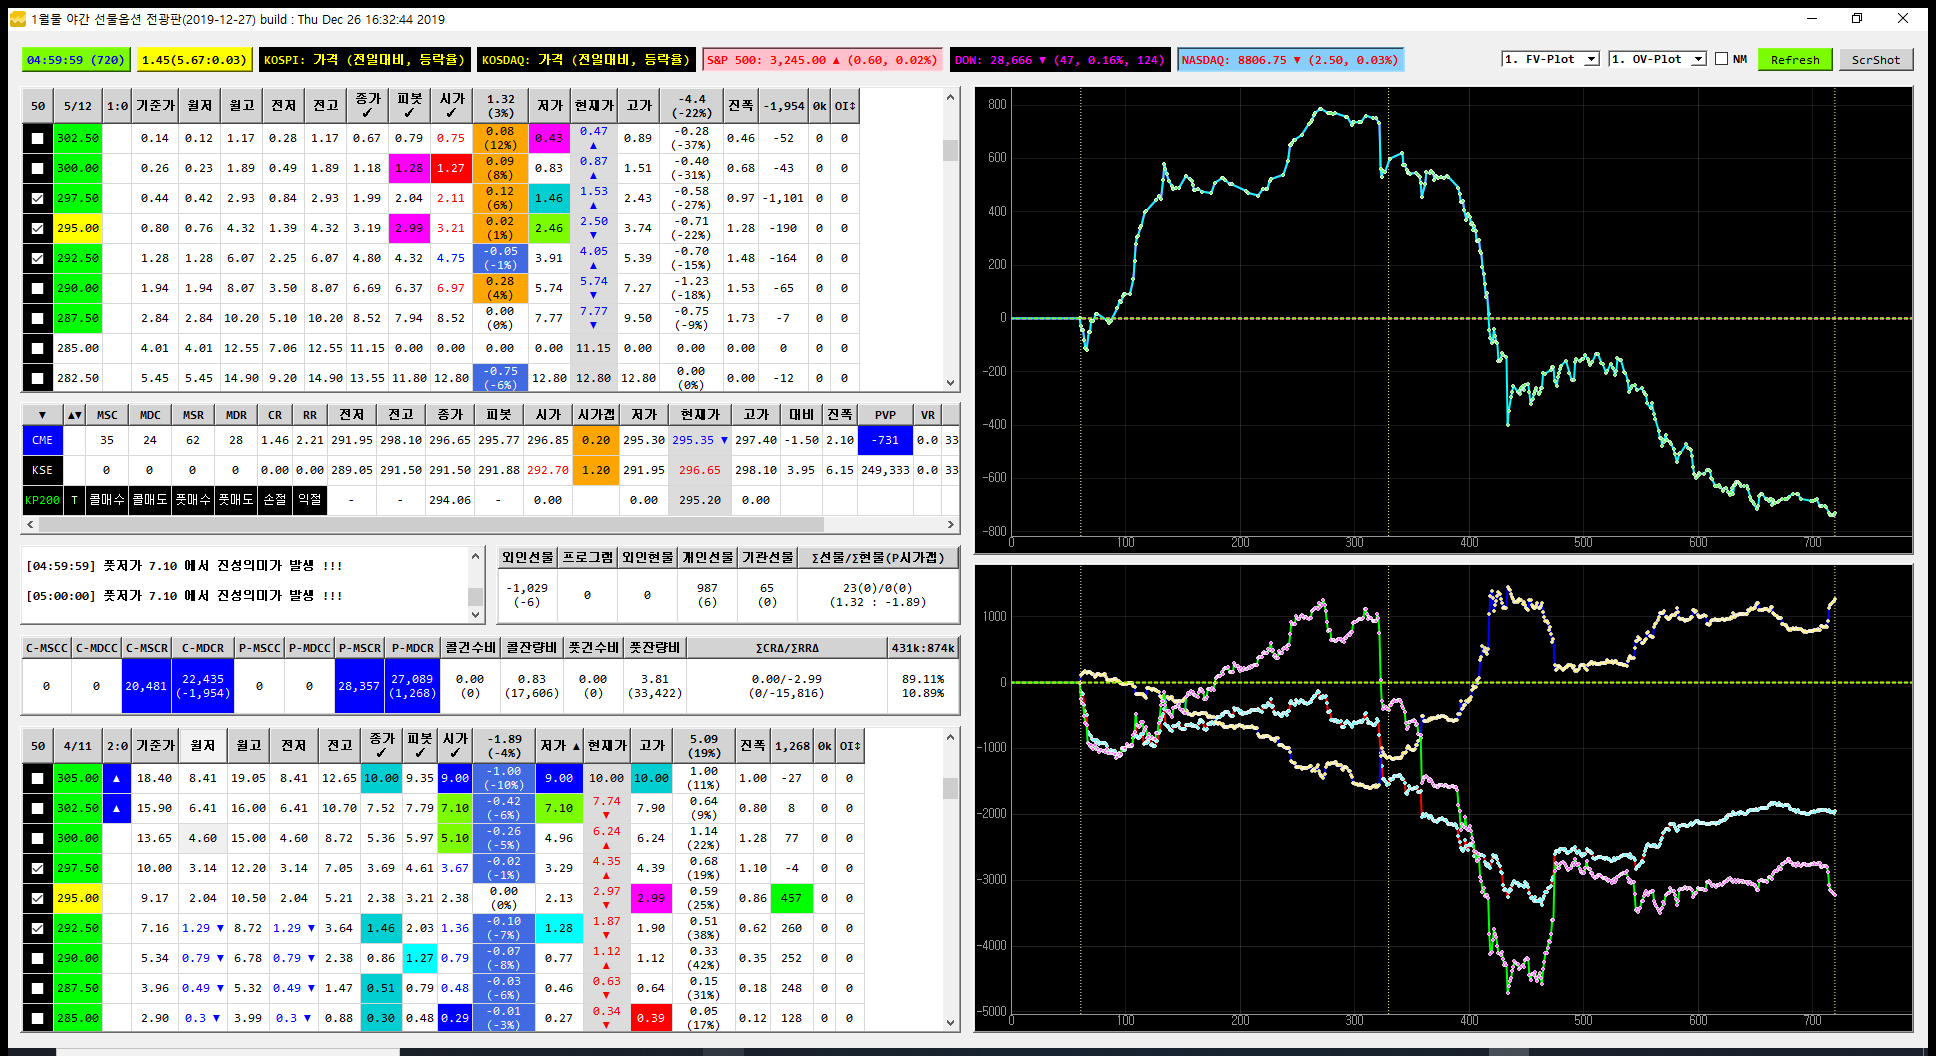 1월물 야간 선물옵션 전광판(2019-12-27) build : Thu Dec 26 16:32:44 2019
04:59:59 (720) 1.45(5.67:0.03) KOSPI: 가격 (전일대비, 등락율) KOSDAQ: 가격 (전일대비, 등락율) S&P 500: 3,245.00 ▲ (0.60, 0.02%) DOW: 28,666 ▼ (47, 0.16%, 124) NASDAQ: 8806.75 ▼ (2.50, 0.03%) 1. FV-Plot 1. OV-Plot NM Refresh ScrShot
50 5/12 1:0 기준가 월저 월고 전저 전고 종가 ✓ 피봇 ✓ 시가 ✓ 1.32 (3%) 저가 현재가 고가 -4.4 (-22%) 진폭 -1,954 0k OI↕
302.50 0.14 0.12 1.17 0.28 1.17 0.67 0.79 0.75 0.08 (12%) 0.43 0.47 ▲ 0.89 -0.28 (-37%) 0.46 -52 0 0
300.00 0.26 0.23 1.89 0.49 1.89 1.18 1.28 1.27 0.09 (8%) 0.83 0.87 ▲ 1.51 -0.40 (-31%) 0.68 -43 0 0
297.50 0.44 0.42 2.93 0.84 2.93 1.99 2.04 2.11 0.12 (6%) 1.46 1.53 ▲ 2.43 -0.58 (-27%) 0.97 -1,101 0 0
295.00 0.80 0.76 4.32 1.39 4.32 3.19 2.99 3.21 0.02 (1%) 2.46 2.50 ▼ 3.74 -0.71 (-22%) 1.28 -190 0 0
292.50 1.28 1.28 6.07 2.25 6.07 4.80 4.32 4.75 -0.05 (-1%) 3.91 4.05 ▲ 5.39 -0.70 (-15%) 1.48 -164 0 0
290.00 1.94 1.94 8.07 3.50 8.07 6.69 6.37 6.97 0.28 (4%) 5.74 5.74 ▼ 7.27 -1.23 (-18%) 1.53 -65 0 0
287.50 2.84 2.84 10.20 5.10 10.20 8.52 7.94 8.52 0.00 (0%) 7.77 7.77 ▼ 9.50 -0.75 (-9%) 1.73 -7 0 0
285.00 4.01 4.01 12.55 7.06 12.55 11.15 0.00 0.00 0.00 0.00 11.15 0.00 0.00 0.00 0 0 0
282.50 5.45 5.45 14.90 9.20 14.90 13.55 11.80 12.80 -0.75 (-6%) 12.80 12.80 12.80 0.00 (0%) 0.00 -12 0 0
▼ ▲▼ MSC MDC MSR MDR CR RR 전저 전고 종가 피봇 시가 시가갭 저가 현재가 고가 대비 진폭 PVP VR
CME 35 24 62 28 1.46 2.21 291.95 298.10 296.65 295.77 296.85 0.20 295.30 295.35 ▼ 297.40 -1.50 2.10 -731 0.0 33
KSE 0 0 0 0 0.00 0.00 289.05 291.50 291.50 291.88 292.70 1.20 291.95 296.65 298.10 3.95 6.15 249,333 0.0 33
KP200 T 콜매수 콜매도 풋매수 풋매도 손절 익절 - - 294.06 - 0.00 0.00 295.20 0.00
[04:59:59] 풋저가 7.10 에서 진성의미가 발생 !!!
[05:00:00] 풋저가 7.10 에서 진성의미가 발생 !!!
외인선물 프로그램 외인현물 개인선물 기관선물 Σ선물/Σ현물(P시가갭)
-1,029 (-6) 0 0 987 (6) 65 (0) 23(0)/0(0) (1.32 : -1.89)
C-MSCC C-MDCC C-MSCR C-MDCR P-MSCC P-MDCC P-MSCR P-MDCR 콜건수비 콜잔량비 풋건수비 풋잔량비 ΣCRΔ/ΣRRΔ 431k:874k
0 0 20,481 22,435 (-1,954) 0 0 28,357 27,089 (1,268) 0.00 (0) 0.83 (17,606) 0.00 (0) 3.81 (33,422) 0.00/-2.99 (0/-15,816) 89.11% 10.89%
50 4/11 2:0 기준가 월저 월고 전저 전고 종가 ✓ 피봇 ✓ 시가 ✓ -1.89 (-4%) 저가 ▲ 현재가 고가 5.09 (19%) 진폭 1,268 0k OI↕
305.00 ▲ 18.40 8.41 19.05 8.41 12.65 10.00 9.35 9.00 -1.00 (-10%) 9.00 10.00 10.00 1.00 (11%) 1.00 -27 0 0
302.50 ▲ 15.90 6.41 16.00 6.41 10.70 7.52 7.79 7.10 -0.42 (-6%) 7.10 7.74 ▼ 7.90 0.64 (9%) 0.80 8 0 0
300.00 13.65 4.60 15.00 4.60 8.72 5.36 5.97 5.10 -0.26 (-5%) 4.96 6.24 ▲ 6.24 1.14 (22%) 1.28 77 0 0
297.50 10.00 3.14 12.20 3.14 7.05 3.69 4.61 3.67 -0.02 (-1%) 3.29 4.35 ▲ 4.39 0.68 (19%) 1.10 -4 0 0
295.00 9.17 2.04 10.50 2.04 5.21 2.38 3.21 2.38 0.00 (0%) 2.13 2.97 ▼ 2.99 0.59 (25%) 0.86 457 0 0
292.50 7.16 1.29 ▼ 8.72 1.29 ▼ 3.64 1.46 2.03 1.36 -0.10 (-7%) 1.28 1.87 ▼ 1.90 0.51 (38%) 0.62 260 0 0
290.00 5.34 0.79 ▼ 6.78 0.79 ▼ 2.38 0.86 1.27 0.79 -0.07 (-8%) 0.77 1.12 ▲ 1.12 0.33 (42%) 0.35 252 0 0
287.50 3.96 0.49 ▼ 5.32 0.49 ▼ 1.47 0.51 0.79 0.48 -0.03 (-6%) 0.46 0.63 ▼ 0.64 0.15 (31%) 0.18 248 0 0
285.00 2.90 0.3 ▼ 3.99 0.3 ▼ 0.88 0.30 0.48 0.29 -0.01 (-3%) 0.27 0.34 ▼ 0.39 0.05 (17%) 0.12 128 0 0
800
600
400
200
0
-200
-400
-600
-800
0 100 200 300 400 500 600 700
1000
0
-1000
-2000
-3000
-4000
-5000
0 100 200 300 400 500 600 700